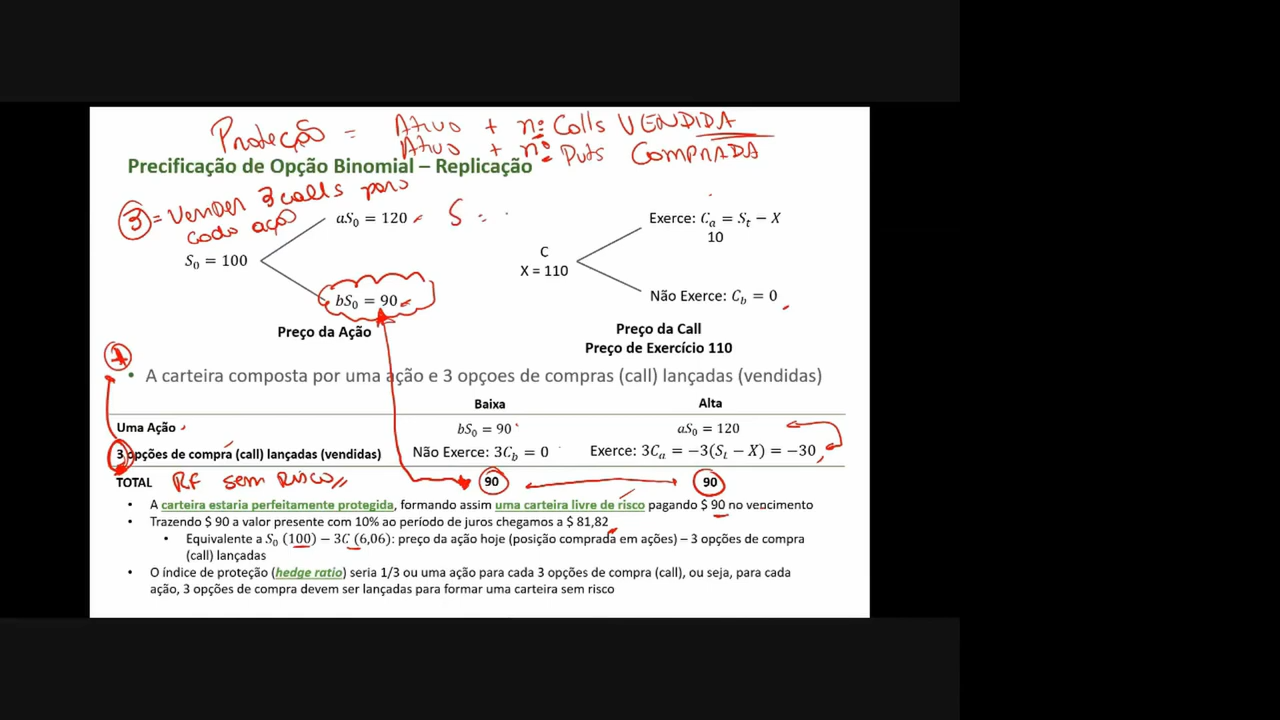 Proteção = Ativo + nº Calls VENDIDA
Ativo + nº Puts COMPRADA
Precificação de Opção Binomial – Replicação
3 = Vender 3 calls para
cada ação
aS₀ = 120
S =
Exerce: Cₐ = Sₜ − X
10
S₀ = 100
C
X = 110
bS₀ = 90
Não Exerce: C_b = 0
Preço da Ação
Preço da Call
Preço de Exercício 110
1
• A carteira composta por uma ação e 3 opçoes de compras (call) lançadas (vendidas)
Baixa Alta
Uma Ação bS₀ = 90 aS₀ = 120
3 opções de compra (call) lançadas (vendidas) Não Exerce: 3C_b = 0 Exerce: 3Cₐ = −3(Sₜ − X) = −30
TOTAL RF sem Risco 90 90
• A carteira estaria perfeitamente protegida, formando assim uma carteira livre de risco pagando $ 90 no vencimento
• Trazendo $ 90 a valor presente com 10% ao período de juros chegamos a $ 81,82
• Equivalente a S₀ (100) − 3C (6,06): preço da ação hoje (posição comprada em ações) – 3 opções de compra
(call) lançadas
• O índice de proteção (hedge ratio) seria 1/3 ou uma ação para cada 3 opções de compra (call), ou seja, para cada
ação, 3 opções de compra devem ser lançadas para formar uma carteira sem risco